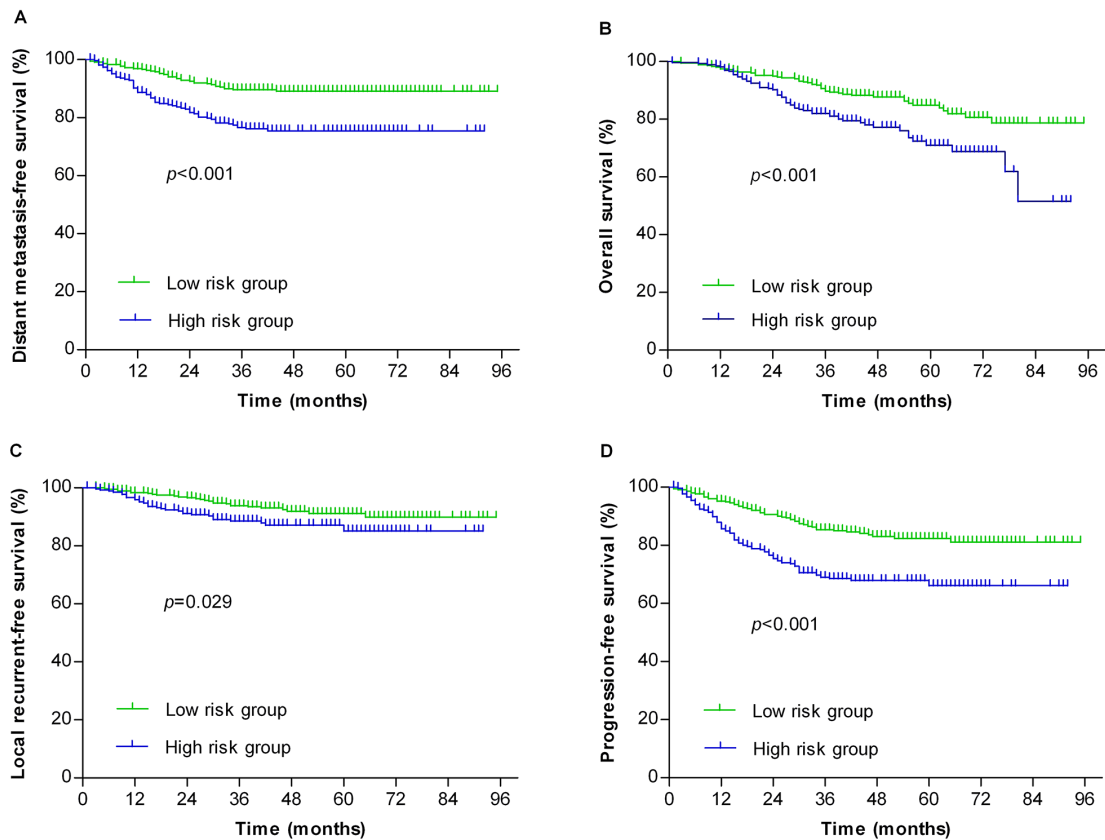 A
Distant metastasis-free survival (%)
100
80
60
40
20
0
p<0.001
Low risk group
High risk group
0 12 24 36 48 60 72 84 96
Time (months)
B
Overall survival (%)
100
80
60
40
20
0
p<0.001
Low risk group
High risk group
0 12 24 36 48 60 72 84 96
Time (months)
C
Local recurrent-free survival (%)
100
80
60
40
20
0
p=0.029
Low risk group
High risk group
0 12 24 36 48 60 72 84 96
Time (months)
D
Progression-free survival (%)
100
80
60
40
20
0
p<0.001
Low risk group
High risk group
0 12 24 36 48 60 72 84 96
Time (months)